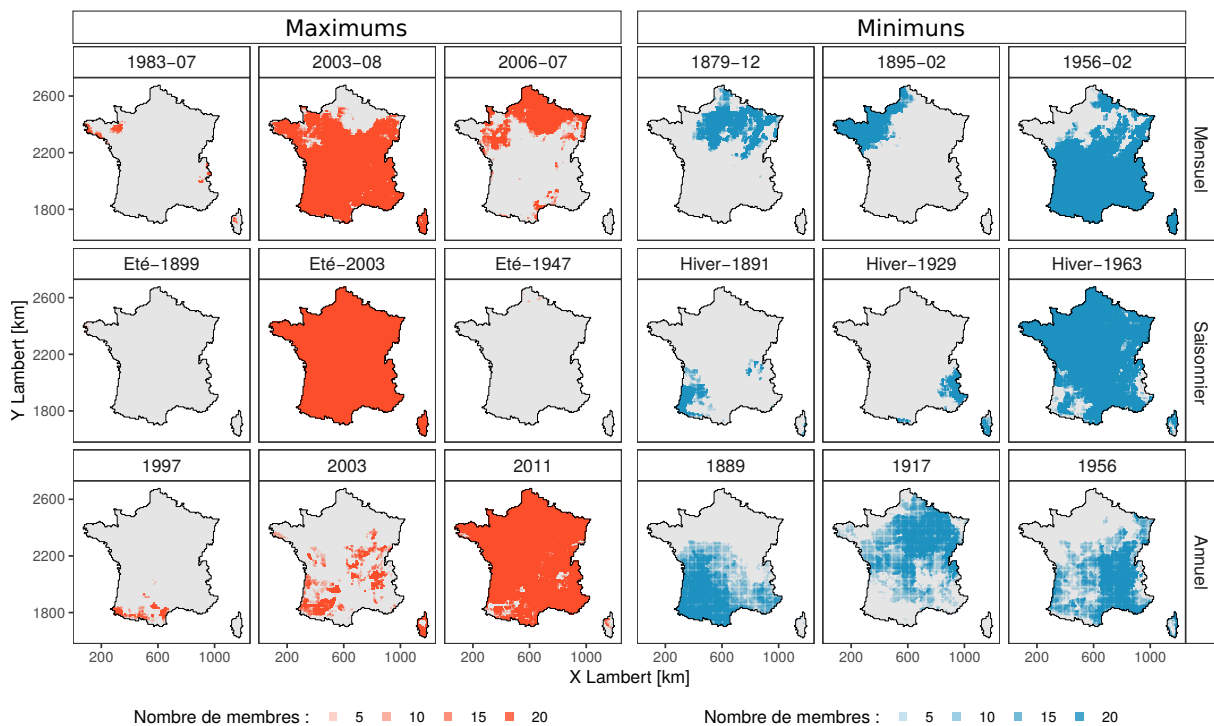 Maximums Minimuns
1983−07 2003−08 2006−07 1879−12 1895−02 1956−02
2600
2200
1800
Mensuel
Eté−1899 Eté−2003 Eté−1947 Hiver−1891 Hiver−1929 Hiver−1963
2600
2200
1800
Saisonnier
1997 2003 2011 1889 1917 1956
2600
2200
1800
Annuel
Y Lambert [km]
200 600 1000 200 600 1000 200 600 1000 200 600 1000 200 600 1000 200 600 1000
X Lambert [km]
Nombre de membres : 5 10 15 20 Nombre de membres : 5 10 15 20